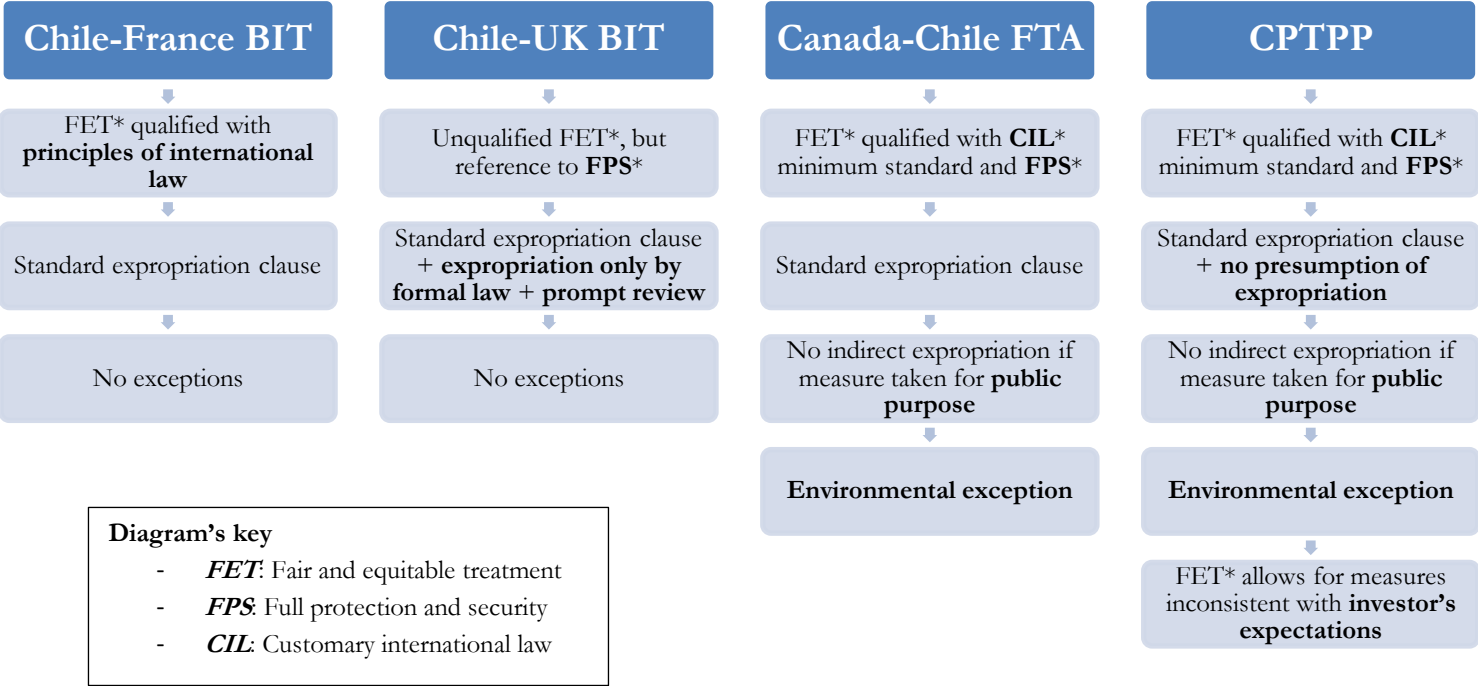 Chile-France BIT
FET* qualified with
principles of international
law
Standard expropriation clause
No exceptions
Chile-UK BIT
Unqualified FET*, but
reference to FPS*
Standard expropriation clause
+ expropriation only by
formal law + prompt review
No exceptions
Canada-Chile FTA
FET* qualified with CIL*
minimum standard and FPS*
Standard expropriation clause
No indirect expropriation if
measure taken for public
purpose
Environmental exception
CPTPP
FET* qualified with CIL*
minimum standard and FPS*
Standard expropriation clause
+ no presumption of
expropriation
No indirect expropriation if
measure taken for public
purpose
Environmental exception
FET* allows for measures
inconsistent with investor's
expectations
Diagram's key
- FET: Fair and equitable treatment
- FPS: Full protection and security
- CIL: Customary international law